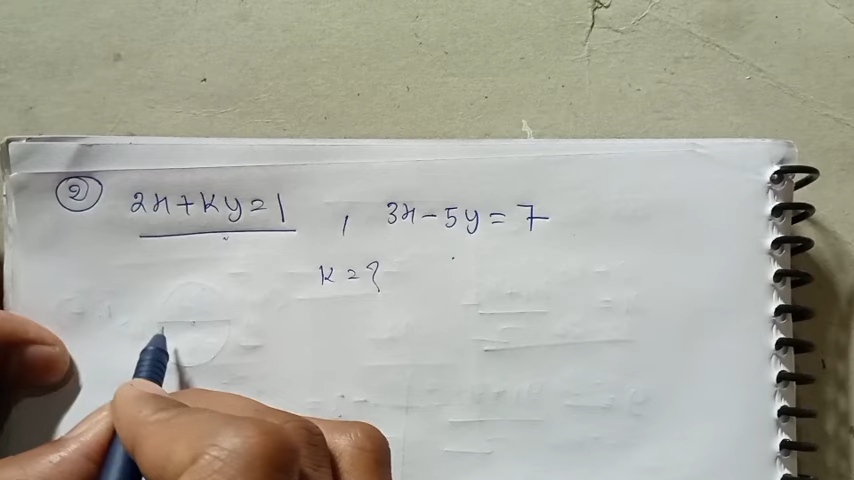 ② 2x+ky=1 , 3x-5y=7
k=?